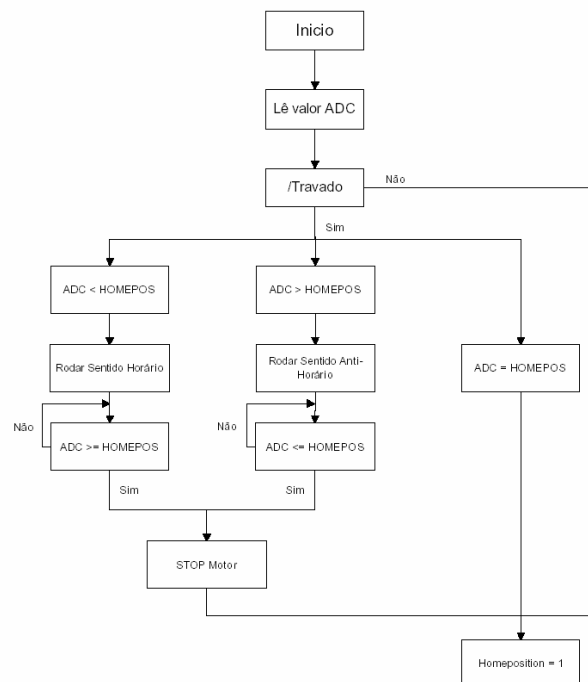 Inicio
Lê valor ADC
/Travado
Não
Sim
ADC < HOMEPOS
ADC > HOMEPOS
Rodar Sentido Horário
Rodar Sentido Anti-
Horário
ADC = HOMEPOS
Não
ADC >= HOMEPOS
Não
ADC <= HOMEPOS
Sim
Sim
STOP Motor
Homeposition = 1